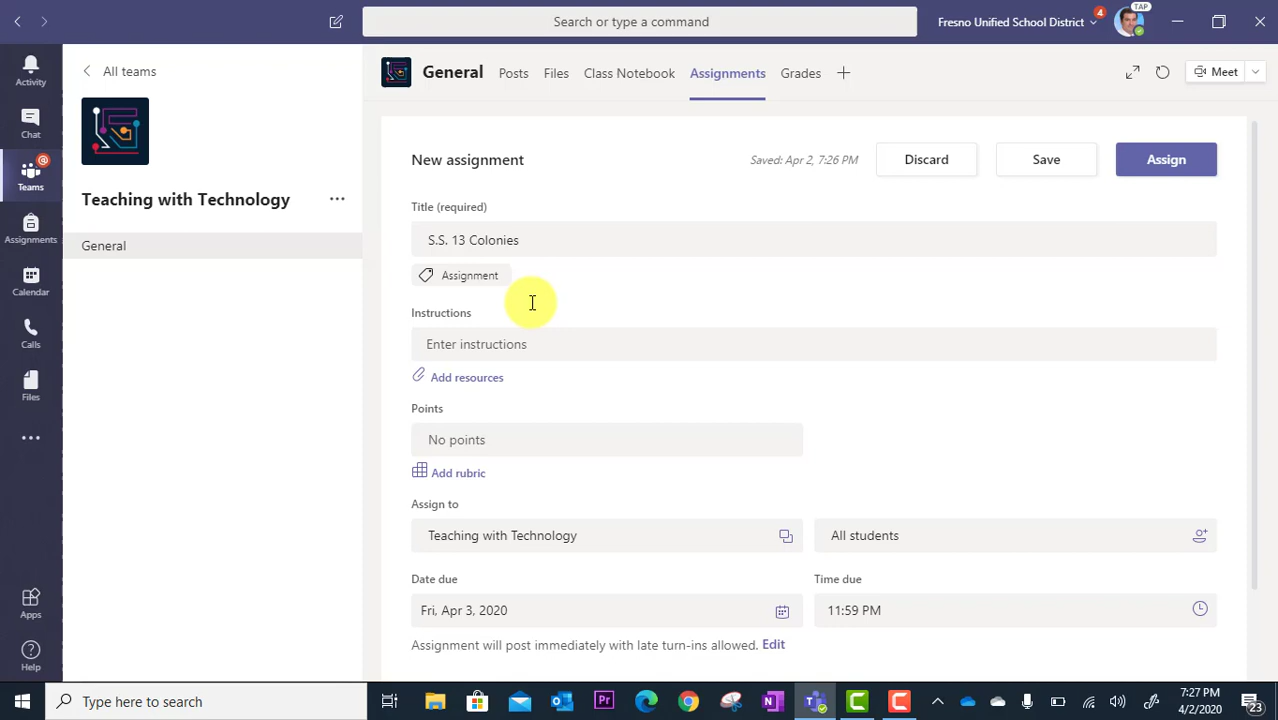 Search or type a command
Fresno Unified School District
4
TAP
Activity
Chat
@
Teams
Assignments
Calendar
Calls
Files
Apps
Help
All teams
Teaching with Technology
General
General
Posts
Files
Class Notebook
Assignments
Grades
Meet
New assignment
Saved: Apr 2, 7:26 PM
Discard
Save
Assign
Title (required)
S.S. 13 Colonies
Assignment
Instructions
Enter instructions
Add resources
Points
No points
Add rubric
Assign to
Teaching with Technology
All students
Date due
Time due
Fri, Apr 3, 2020
11:59 PM
Assignment will post immediately with late turn-ins allowed. Edit
Type here to search
Pr
7:27 PM
4/2/2020
23